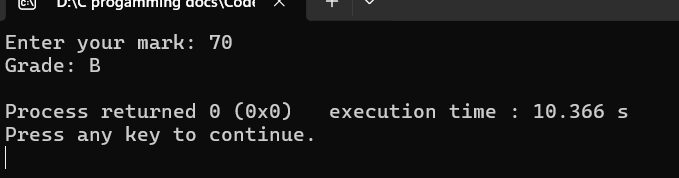 D:\C progamming docs\Code
Enter your mark: 70
Grade: B
Process returned 0 (0x0)   execution time : 10.366 s
Press any key to continue.